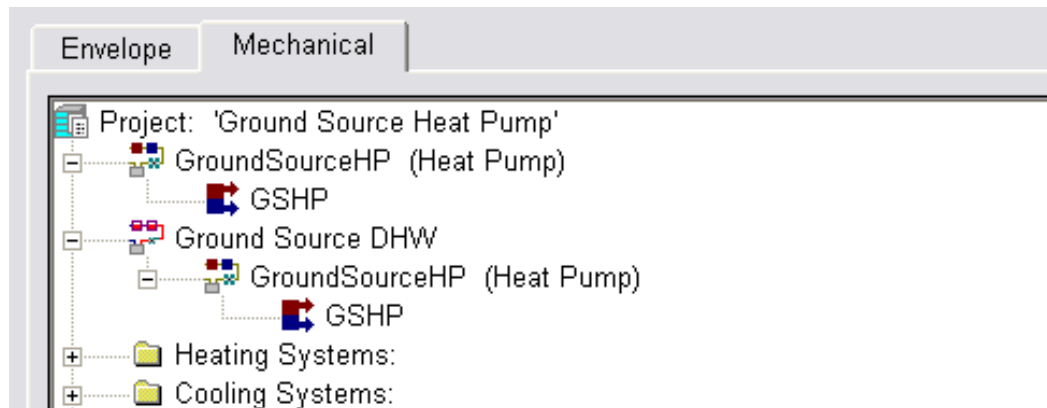 Envelope Mechanical
Project: 'Ground Source Heat Pump'
GroundSourceHP (Heat Pump)
GSHP
Ground Source DHW
GroundSourceHP (Heat Pump)
GSHP
Heating Systems:
Cooling Systems: